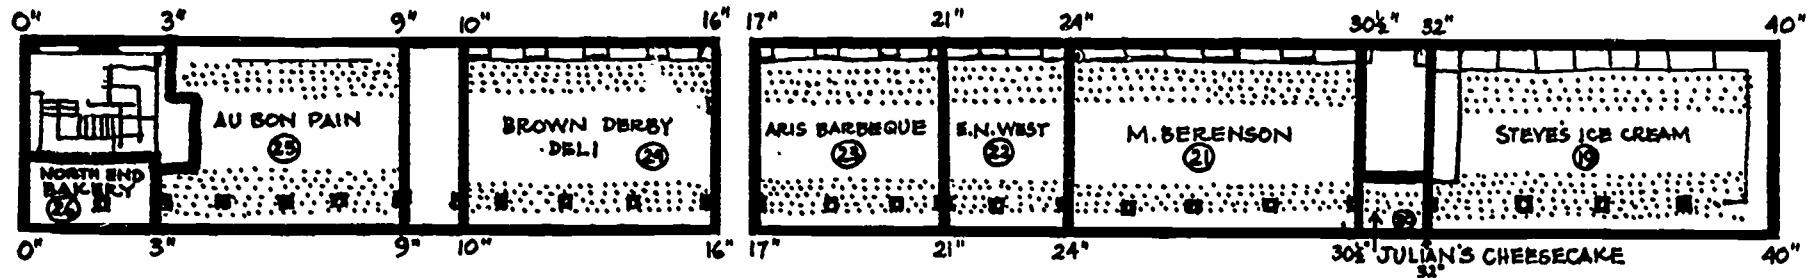 0" 3" 9" 10" 16" 17" 21" 24" 30½" 32" 40"
AU BON PAIN
25
BROWN DERBY
DELI
24
ARIS BARBEQUE
23
E.N. WEST
22
M. BERENSON
21
STEVE'S ICE CREAM
19
NORTH END
BAKERY
26
0" 3" 9" 10" 16" 17" 21" 24" 30½" JULIAN'S CHEESECAKE 40"
32"